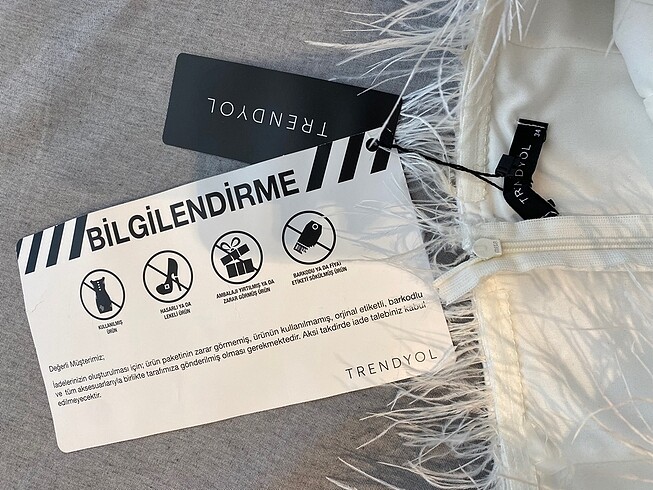 TRENDYOL
BİLGİLENDİRME
KULLANILMIŞ
ÜRÜN
HASARLI YA DA
LEKELİ ÜRÜN
AMBALAJI YIRTILMIŞ YA DA
ZARAR GÖRMÜŞ ÜRÜN
BARKODU YA DA FİYAT
ETİKETİ SÖKÜLMÜŞ ÜRÜN
Değerli Müşterimiz;
İadelerinizin oluşturulması için; ürün paketinin zarar görmemiş, ürünün kullanılmamış, orjinal etiketli, barkodlu
ve tüm aksesuarlarıyla birlikte tarafımıza gönderilmiş olması gerekmektedir. Aksi takdirde iade talebiniz kabul
edilmeyecektir.
TRENDYOL
TRENDYOL
34